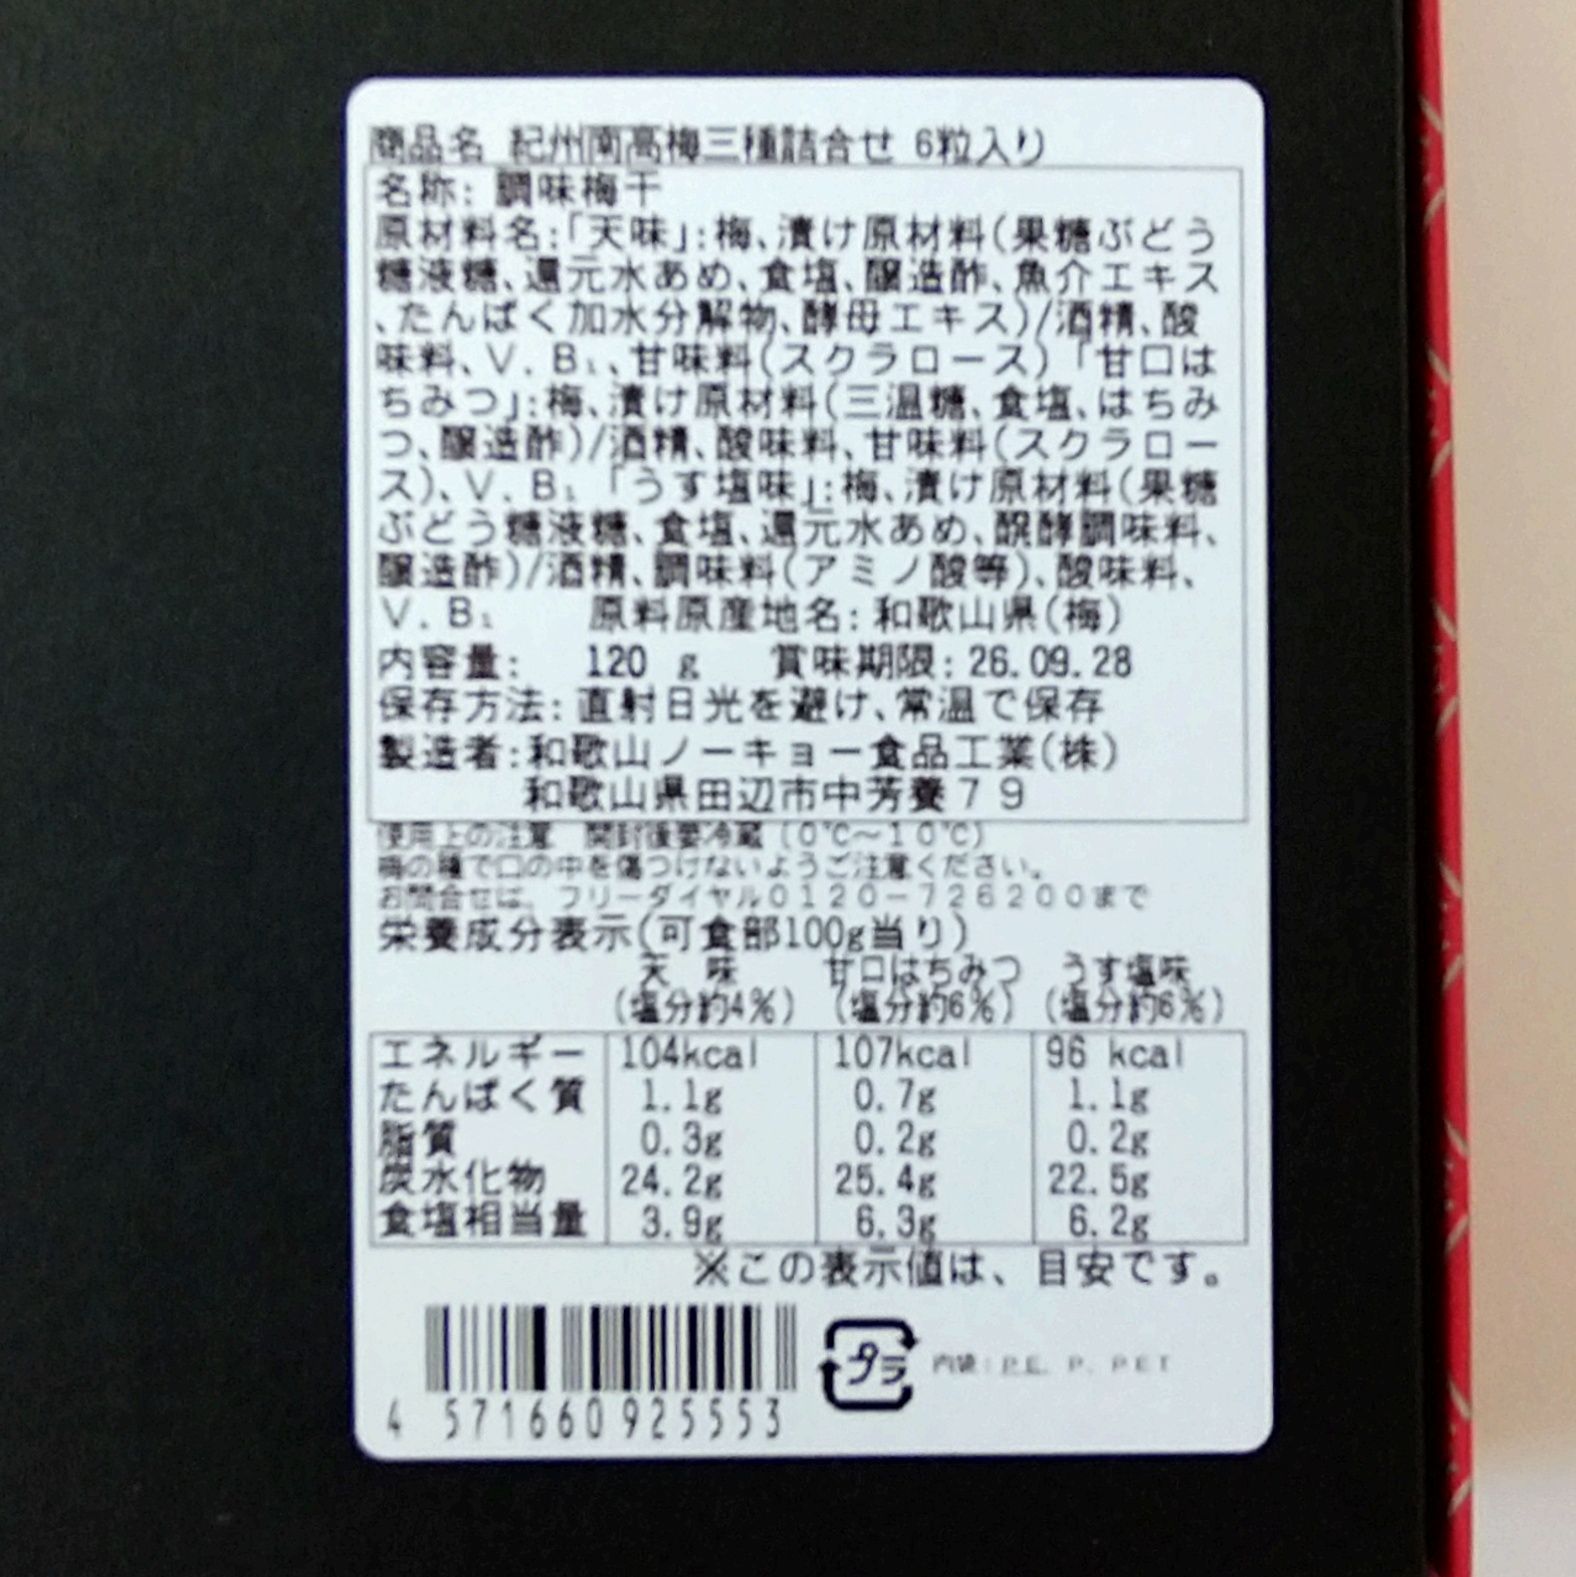 商品名 紀州南高梅三種詰合せ 6粒入り
名称: 調味梅干
原材料名:「天味」:梅、漬け原材料(果糖ぶどう
糖液糖、還元水あめ、食塩、醸造酢、魚介エキス
、たんぱく加水分解物、酵母エキス)/酒精、酸
味料、V.B₁、甘味料(スクラロース)「甘口は
ちみつ」:梅、漬け原材料(三温糖、食塩、はちみ
つ、醸造酢)/酒精、酸味料、甘味料(スクラロー
ス)、V.B₁「うす塩味」:梅、漬け原材料(果糖
ぶどう糖液糖、食塩、還元水あめ、醗酵調味料、
醸造酢)/酒精、調味料(アミノ酸等)、酸味料、
V.B₁ 原料原産地名:和歌山県(梅)
内容量: 120 g 賞味期限:26.09.28
保存方法:直射日光を避け、常温で保存
製造者:和歌山ノーキョー食品工業(株)
和歌山県田辺市中芳養79
使用上の注意 開封後要冷蔵(0℃〜10℃)
梅の種で口の中を傷つけないようご注意ください。
お問合せは、フリーダイヤル0120-726200まで
栄養成分表示(可食部100g当り)
天 味 甘口はちみつ うす塩味
(塩分約4%) (塩分約6%) (塩分約6%)
エネルギー 104kcal 107kcal 96 kcal
たんぱく質 1.1g 0.7g 1.1g
脂質 0.3g 0.2g 0.2g
炭水化物 24.2g 25.4g 22.5g
食塩相当量 3.9g 6.3g 6.2g
※この表示値は、目安です。
プラ 内袋:PE, P, PET
4 571660 925553